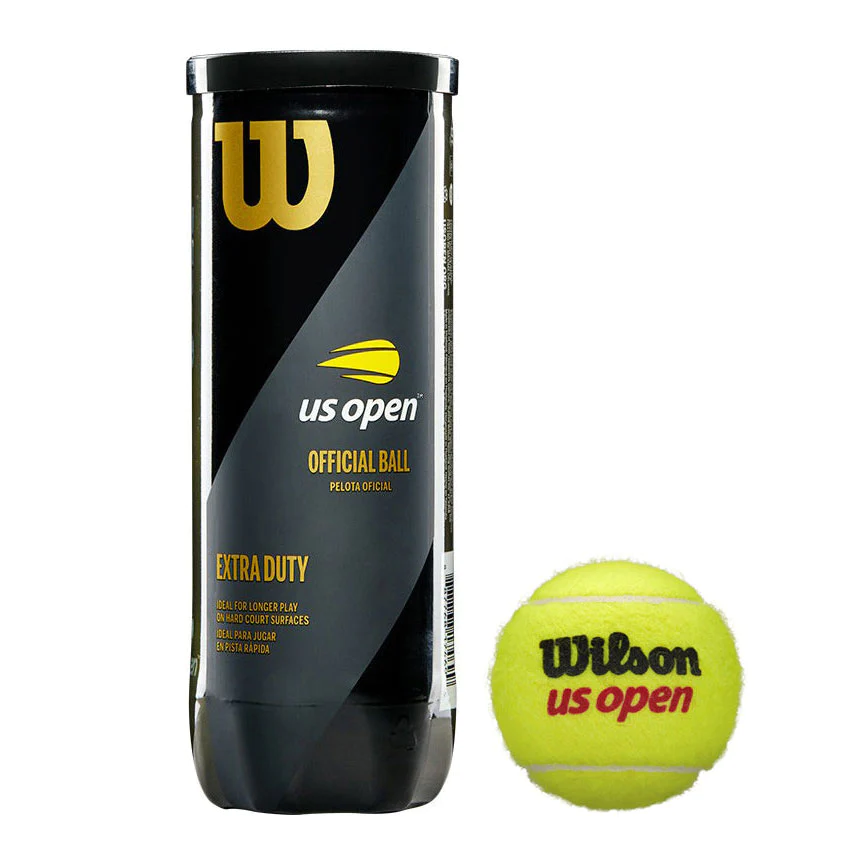 W
us open™
OFFICIAL BALL
PELOTA OFICIAL
EXTRA DUTY
IDEAL FOR LONGER PLAY
ON HARD COURT SURFACES
IDEAL PARA JUGAR
EN PISTA RÁPIDA
Wilson
us open